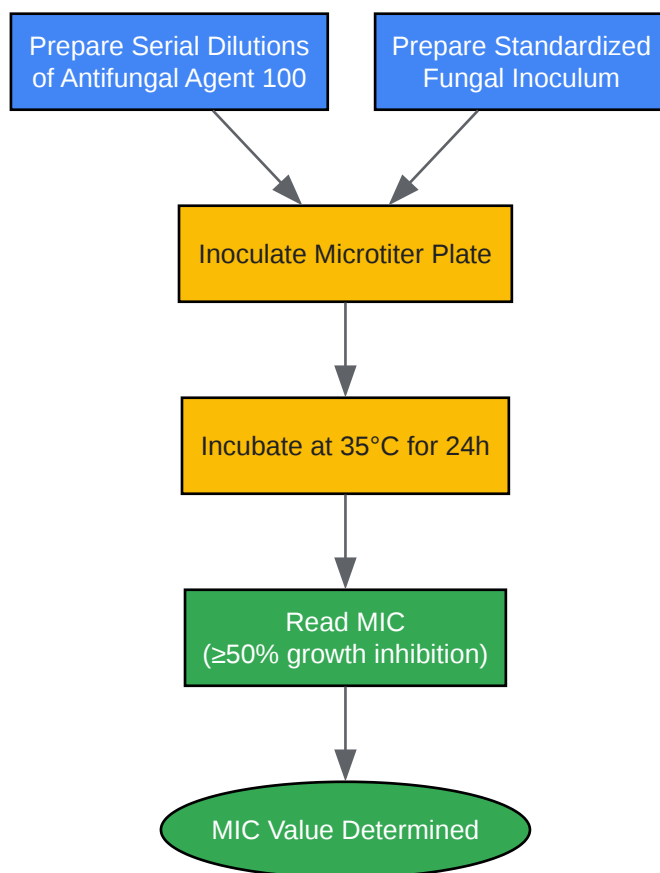 Prepare Serial Dilutions
of Antifungal Agent 100
Prepare Standardized
Fungal Inoculum
Inoculate Microtiter Plate
Incubate at 35°C for 24h
Read MIC
(≥50% growth inhibition)
MIC Value Determined